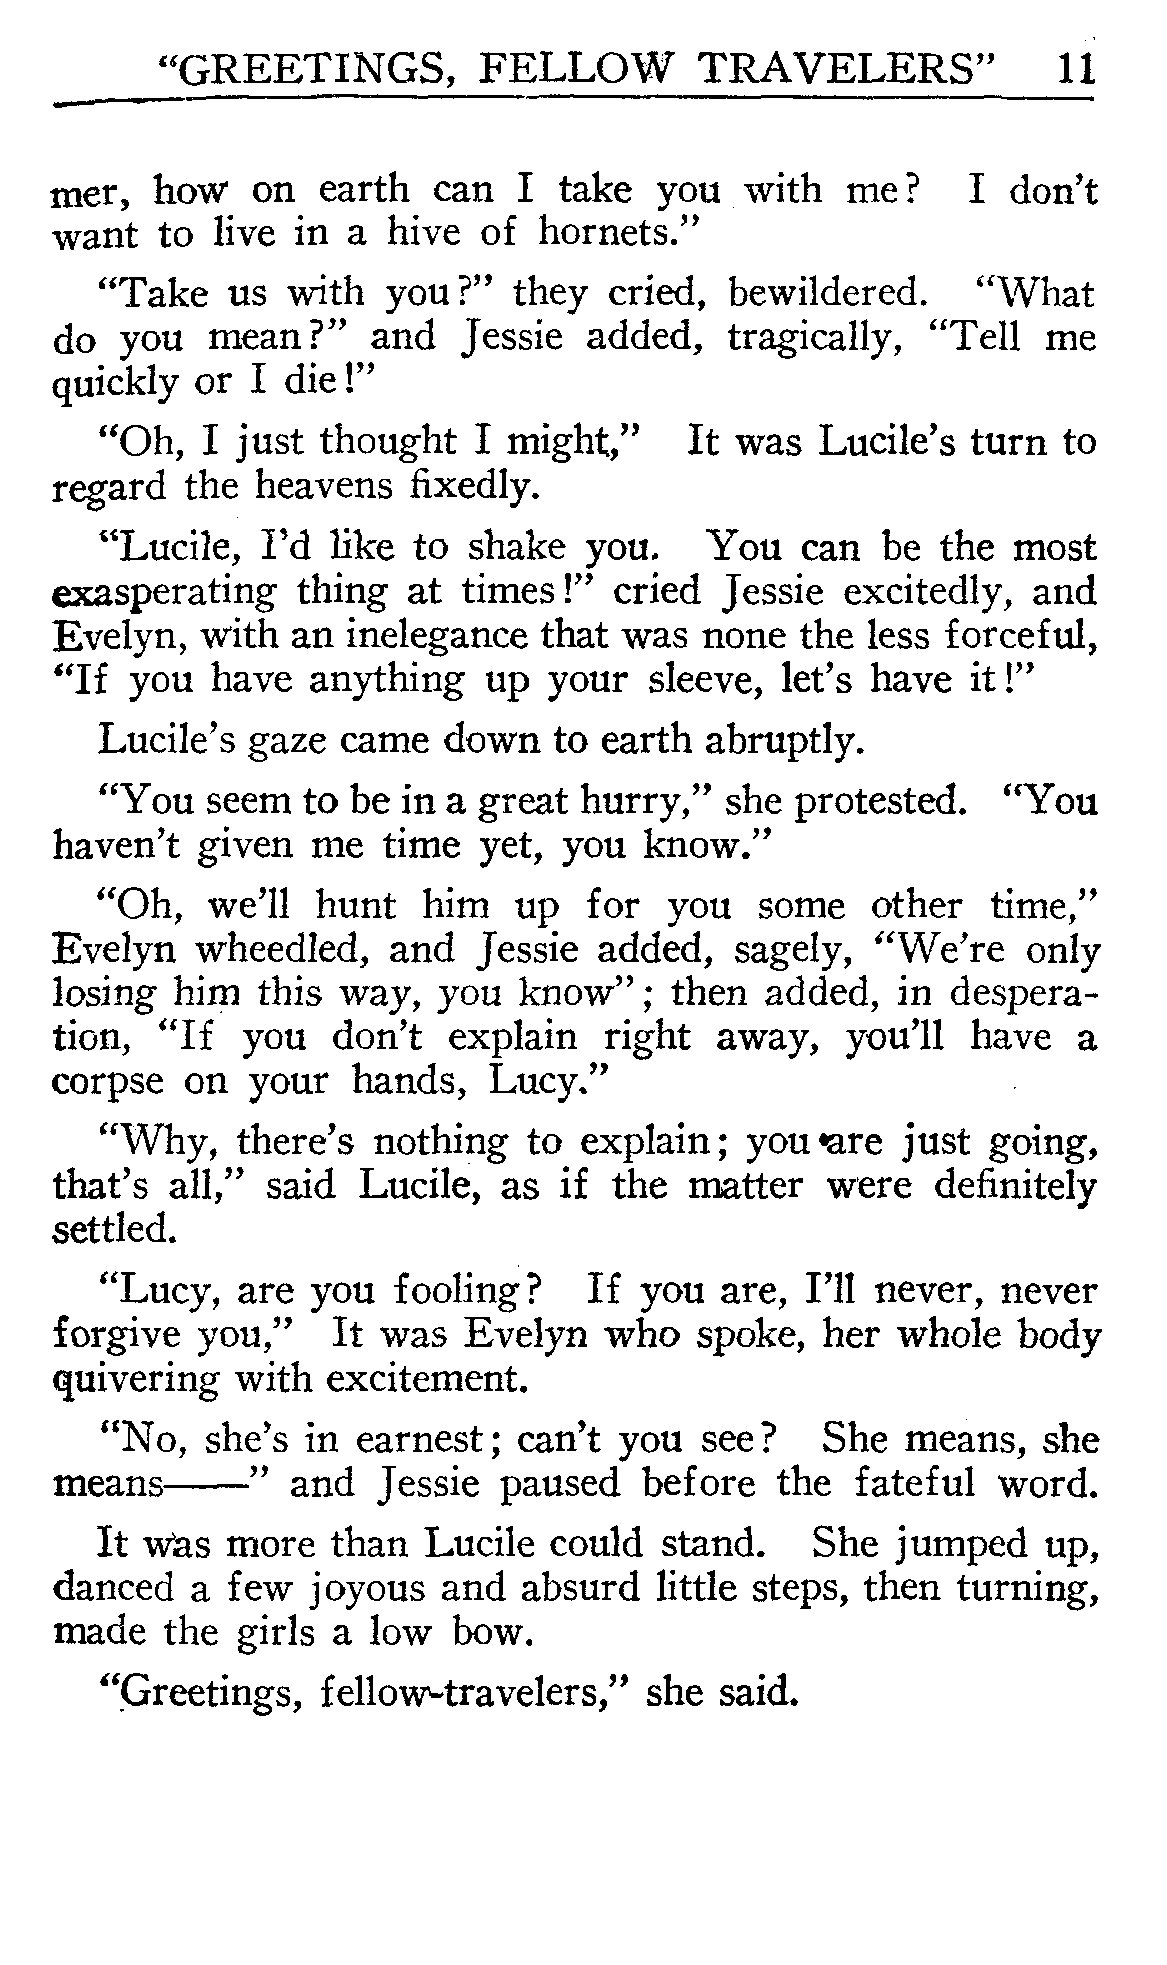 “GREETINGS, FELLOW TRAVELERS” 11
mer, how on earth can I take you with me? I don’t
want to live in a hive of hornets.”
“Take us with you?” they cried, bewildered. “What
do you mean?” and Jessie added, tragically, “Tell me
quickly or I die!”
“Oh, I just thought I might,” It was Lucile’s turn to
regard the heavens fixedly.
“Lucile, I’d like to shake you. You can be the most
exasperating thing at times!” cried Jessie excitedly, and
Evelyn, with an inelegance that was none the less forceful,
“If you have anything up your sleeve, let’s have it!”
Lucile’s gaze came down to earth abruptly.
“You seem to be in a great hurry,” she protested. “You
haven’t given me time yet, you know.”
“Oh, we’ll hunt him up for you some other time,”
Evelyn wheedled, and Jessie added, sagely, “We’re only
losing him this way, you know”; then added, in despera-
tion, “If you don’t explain right away, you’ll have a
corpse on your hands, Lucy.”
“Why, there’s nothing to explain; you are just going,
that’s all,” said Lucile, as if the matter were definitely
settled.
“Lucy, are you fooling? If you are, I’ll never, never
forgive you,” It was Evelyn who spoke, her whole body
quivering with excitement.
“No, she’s in earnest; can’t you see? She means, she
means——” and Jessie paused before the fateful word.
It was more than Lucile could stand. She jumped up,
danced a few joyous and absurd little steps, then turning,
made the girls a low bow.
“Greetings, fellow-travelers,” she said.